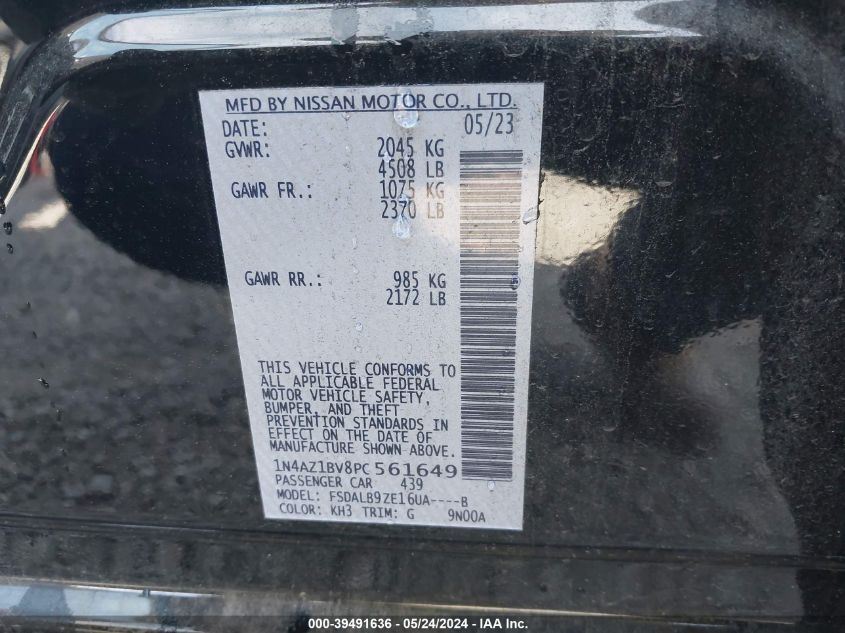 MFD BY NISSAN MOTOR CO., LTD.
DATE: 05/23
GVWR: 2045 KG
4508 LB
GAWR FR.: 1075 KG
2370 LB
GAWR RR.: 985 KG
2172 LB
THIS VEHICLE CONFORMS TO
ALL APPLICABLE FEDERAL
MOTOR VEHICLE SAFETY,
BUMPER, AND THEFT
PREVENTION STANDARDS IN
EFFECT ON THE DATE OF
MANUFACTURE SHOWN ABOVE.
1N4AZ1BV8PC561649
PASSENGER CAR 439
MODEL: FSDALB9ZE16UA----B
COLOR: KH3 TRIM: G 9N00A
000-39491636 - 05/24/2024 - IAA Inc.